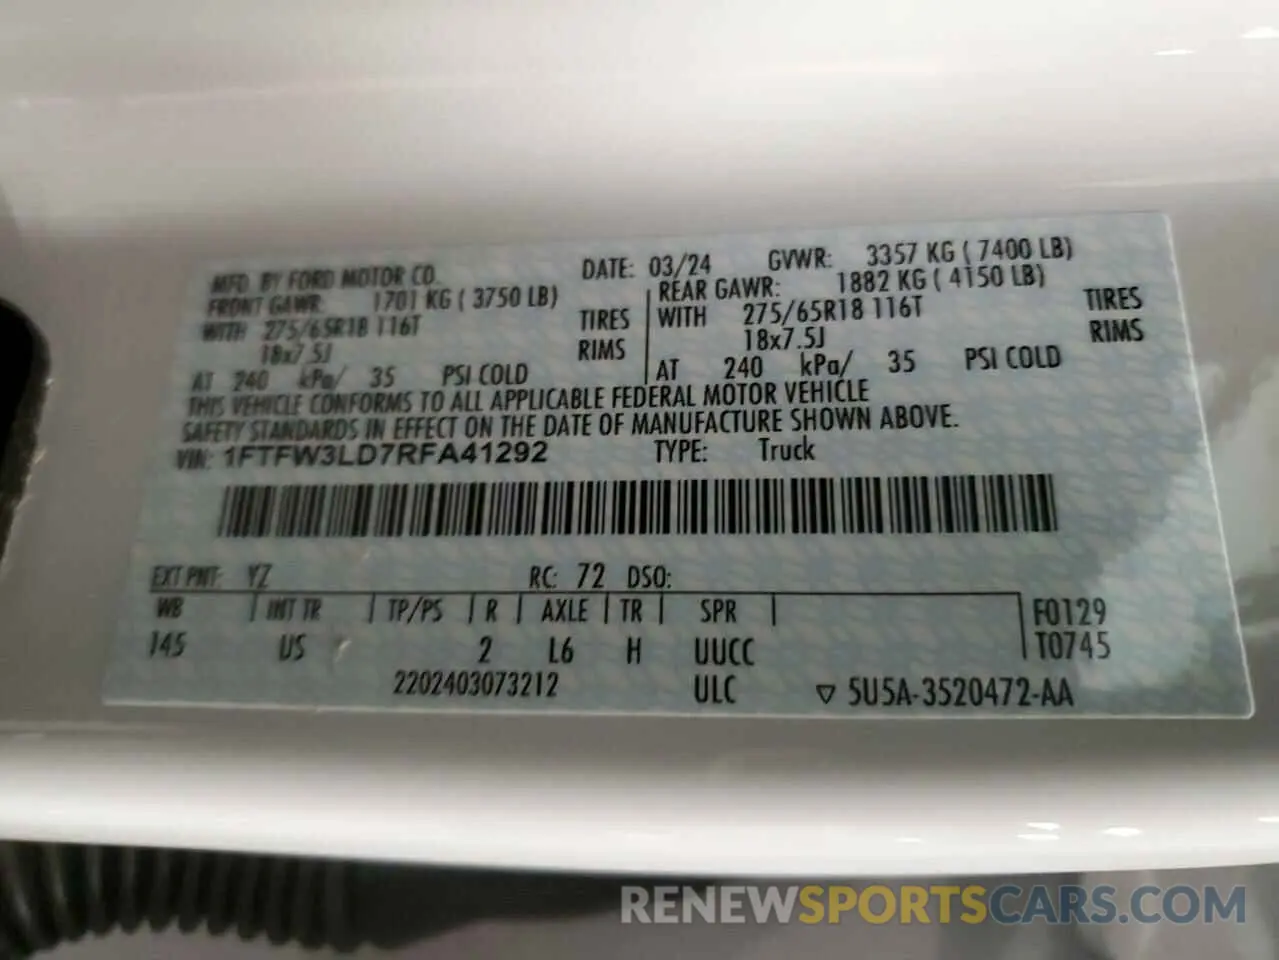 MFD. BY FORD MOTOR CO. DATE: 03/24 GVWR: 3357 KG ( 7400 LB)
FRONT GAWR: 1701 KG ( 3750 LB) REAR GAWR: 1882 KG ( 4150 LB)
WITH 275/65R18 116T TIRES WITH 275/65R18 116T TIRES
18x7.5J RIMS 18x7.5J RIMS
AT 240 kPa/ 35 PSI COLD AT 240 kPa/ 35 PSI COLD
THIS VEHICLE CONFORMS TO ALL APPLICABLE FEDERAL MOTOR VEHICLE
SAFETY STANDARDS IN EFFECT ON THE DATE OF MANUFACTURE SHOWN ABOVE.
VIN: 1FTFW3LD7RFA41292 TYPE: Truck
EXT PNT: YZ RC: 72 DSO:
WB INT TR TP/PS R AXLE TR SPR F0129
145 US 2 L6 H UUCC T0745
2202403073212 ULC ▽ 5U5A-3520472-AA
RENEWSPORTSCARS.COM